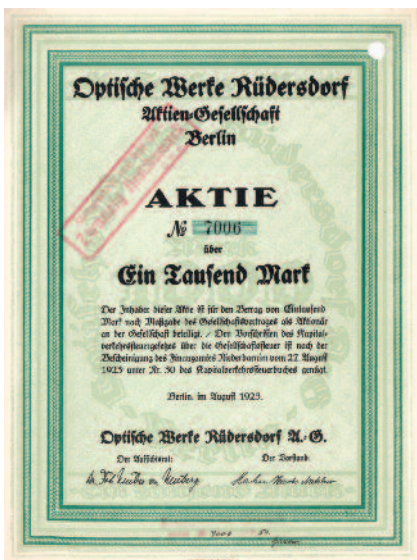 Optische Werke Rüdersdorf
Aktien-Gesellschaft
Berlin
AKTIE
№ 7006
über
Ein Tausend Mark
Der Inhaber dieser Aktie ist für den Betrag von Eintausend
Mark nach Maßgabe des Gesellschaftsvertrages als Aktionär
an der Gesellschaft beteiligt. / Den Vorschriften des Kapital-
verkehrssteuergesetzes über die Gesellschaftssteuer ist nach der
Bescheinigung des Finanzamts Niederbarnim vom 27. August
1923 unter Nr. 50 des Kapitalverkehrssteuerbuches genügt.
Berlin, im August 1923.
Optische Werke Rüdersdorf A.-G.
Der Aufsichtsrat: Der Vorstand:
7006